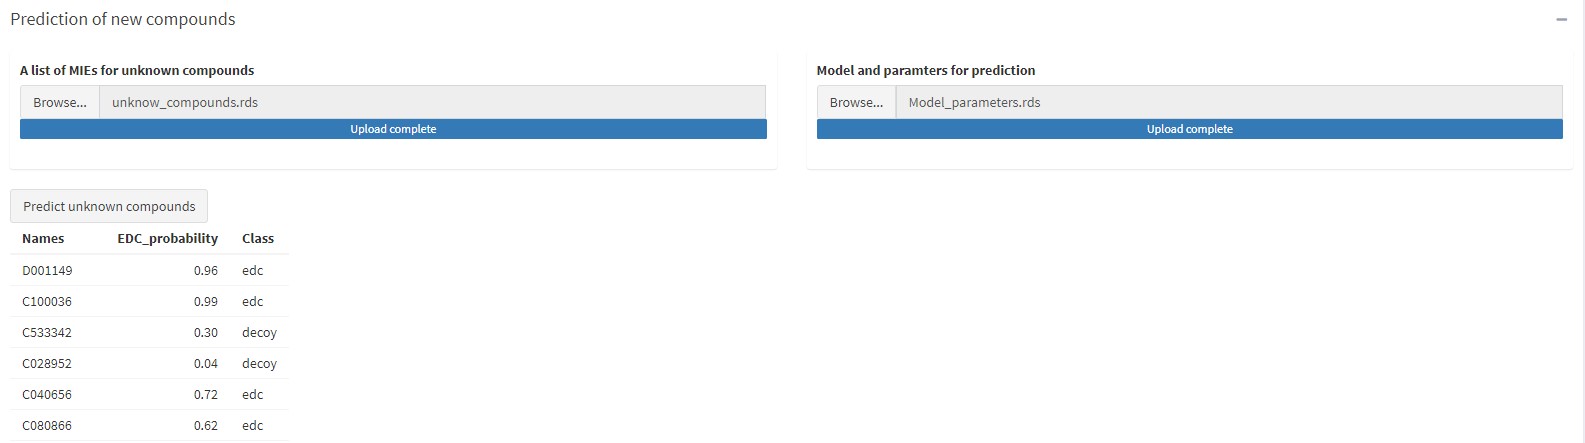 Prediction of new compounds
A list of MIEs for unknown compounds
Browse... unknow_compounds.rds
Upload complete
Model and paramters for prediction
Browse... Model_parameters.rds
Upload complete
Predict unknown compounds
Names EDC_probability Class
D001149 0.96 edc
C100036 0.99 edc
C533342 0.30 decoy
C028952 0.04 decoy
C040656 0.72 edc
C080866 0.62 edc